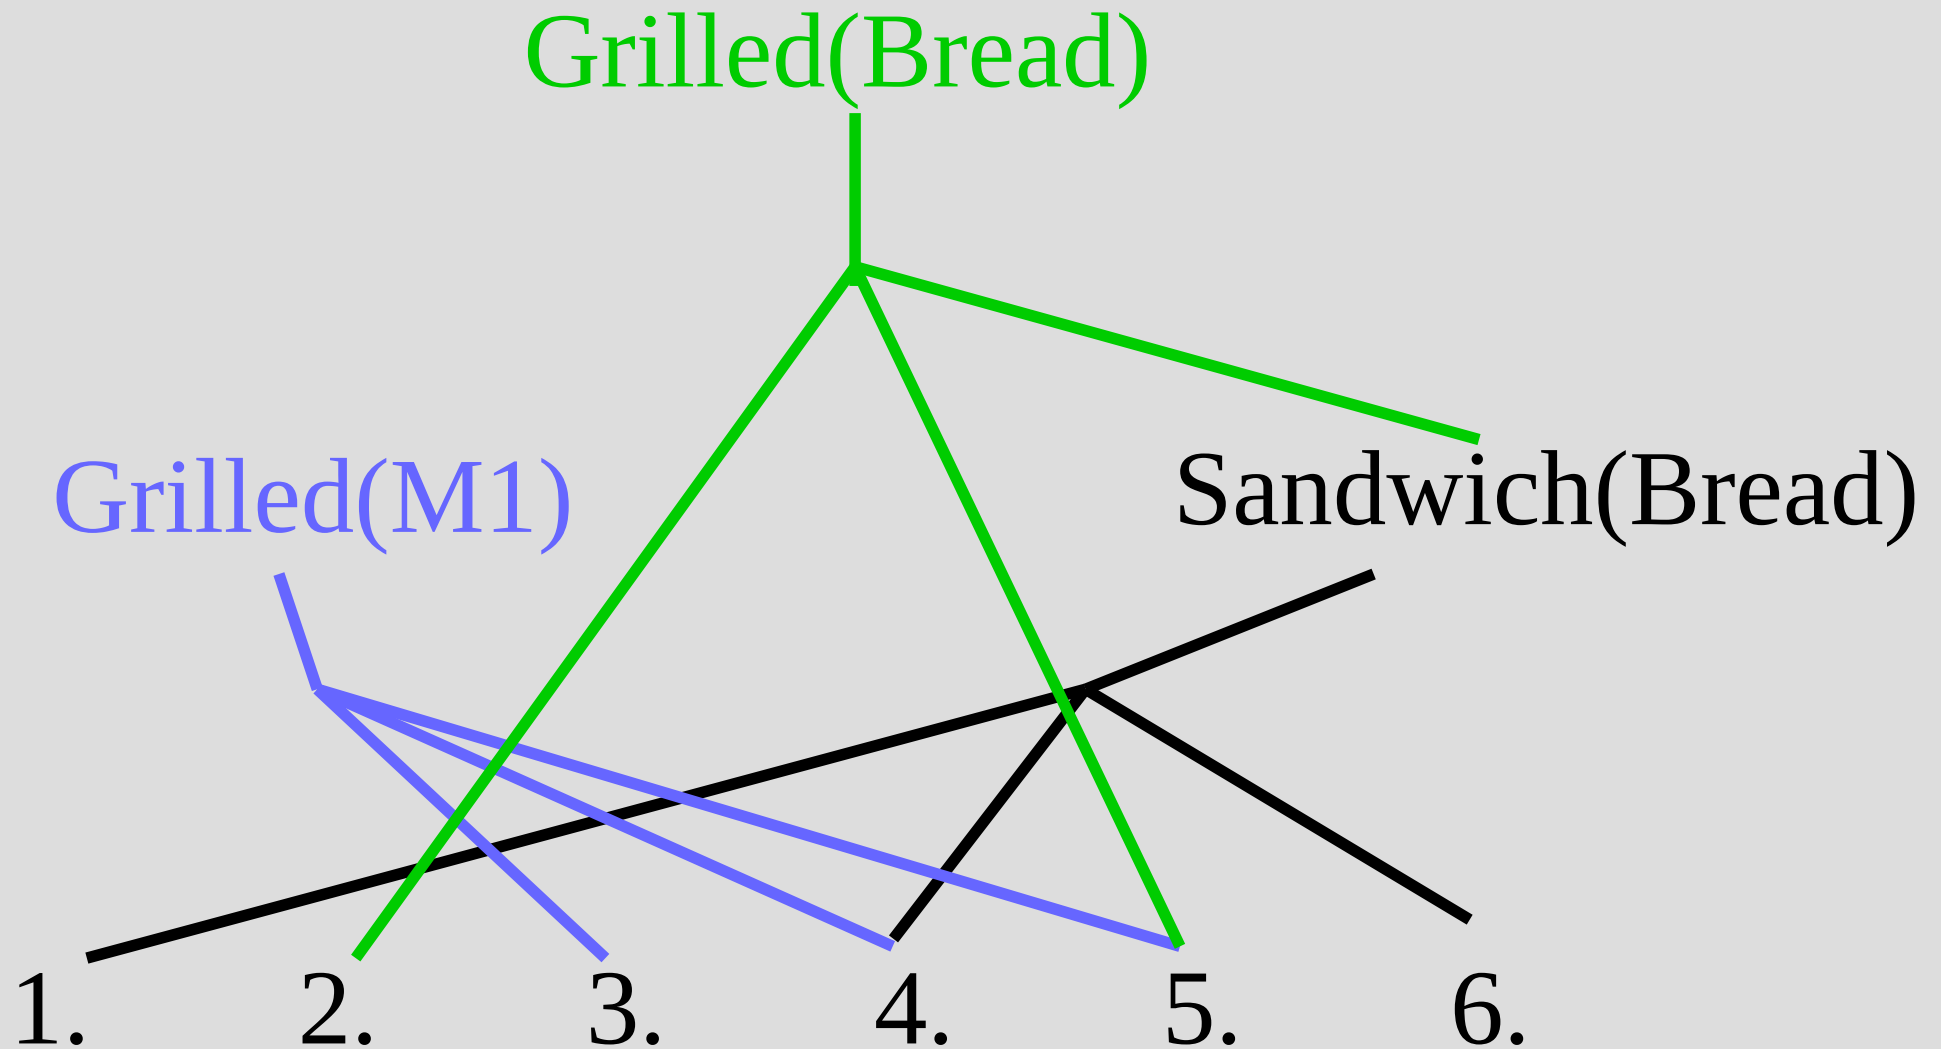 Grilled(Bread)
Grilled(M1)
Sandwich(Bread)
1. 2. 3. 4. 5. 6.